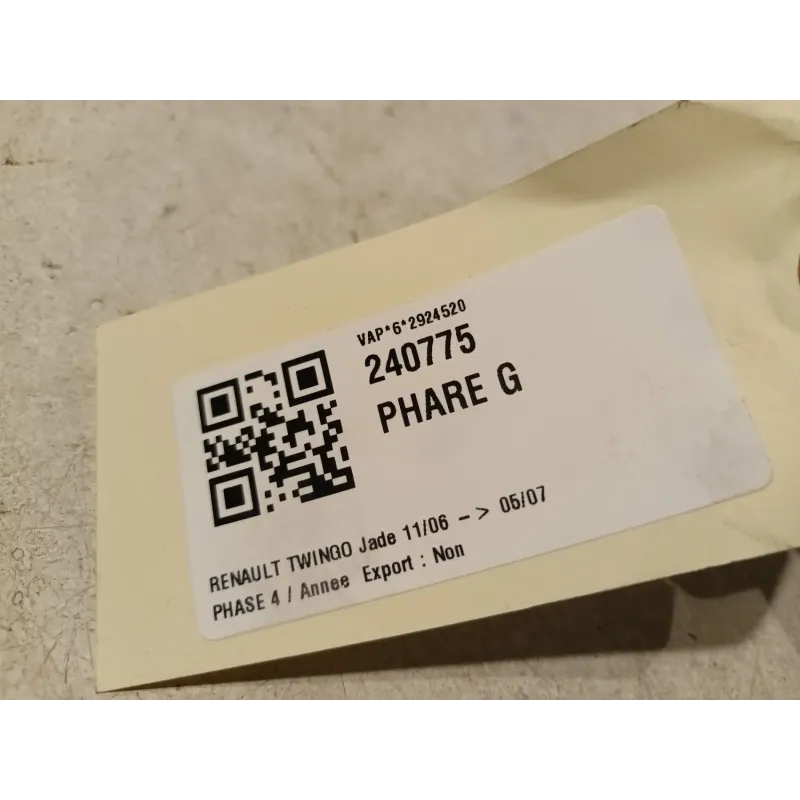 VAP*6*2924520
240775
PHARE G
RENAULT TWINGO Jade 11/06 -> 05/07
PHASE 4 / Annee Export : Non